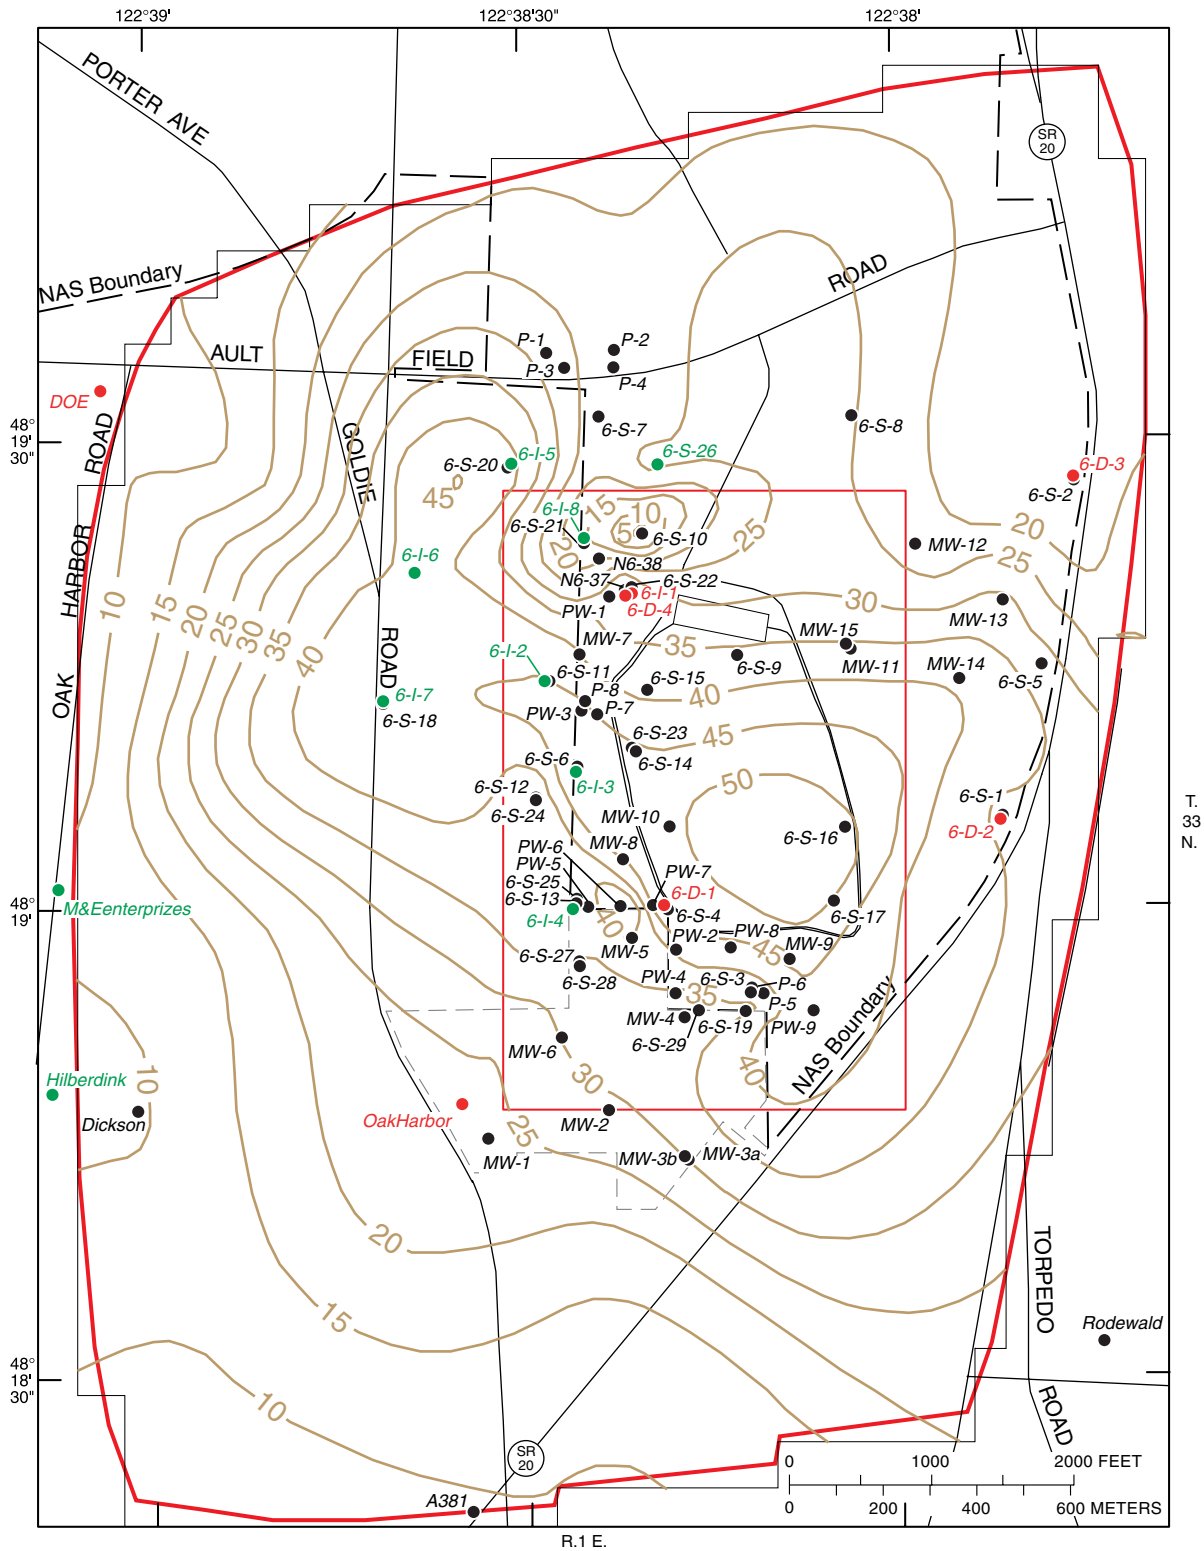 122°39'
122°38'30"
122°38'
PORTER AVE
SR
20
NAS Boundary
ROAD
AULT
FIELD
P-1
P-2
P-3
P-4
DOE
48°
19'
30"
ROAD
GOLDIE
6-S-7
6-S-8
6-S-20
6-I-5
6-S-26
6-D-3
6-S-2
45
6-I-8
15
10
5
6-S-21
6-S-10
25
20
20
25
HARBOR
MW-12
6-I-6
N6-38
N6-37
6-S-22
6-I-1
PW-1
6-D-4
30
MW-13
10
15
20
25
30
35
40
MW-7
35
MW-15
MW-11
MW-14
6-S-5
ROAD
6-I-2
6-S-11
6-S-9
OAK
6-I-7
6-S-18
P-8
6-S-15
40
PW-3
P-7
45
6-S-23
6-S-14
6-S-6
6-I-3
50
6-S-12
6-S-24
6-S-1
6-D-2
T.
33
N.
MW-10
6-S-16
PW-6
MW-8
PW-5
PW-7
6-S-25
6-D-1
6-S-13
M&Eenterprizes
48°
19'
6-I-4
40
6-S-4
6-S-17
PW-2
PW-8
MW-9
MW-5
45
6-S-27
6-S-28
PW-4
6-S-3
P-6
35
P-5
MW-4
6-S-19
PW-9
6-S-29
MW-6
NAS Boundary
40
30
Hilberdink
10
Dickson
OakHarbor
MW-2
25
MW-1
MW-3b
MW-3a
20
TORPEDO
15
Rodewald
48°
18'
30"
10
ROAD
SR
20
0 1000 2000 FEET
0 200 400 600 METERS
A381
R.1 E.